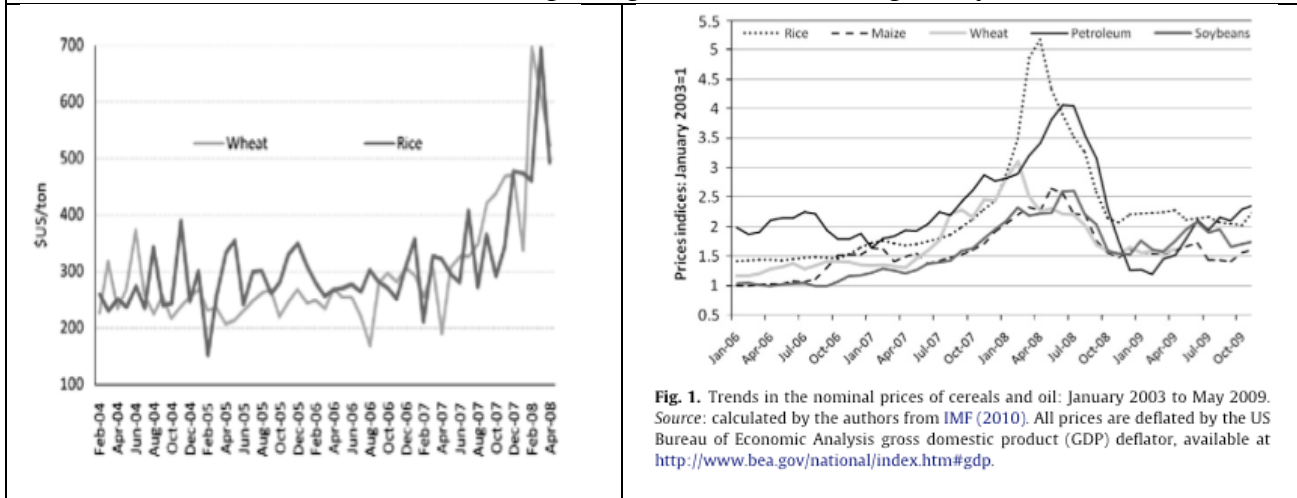 700
600
500
400
300
200
100
$US/ton
Wheat
Rice
Feb-04
Apr-04
Jun-04
Aug-04
Oct-04
Dec-04
Feb-05
Apr-05
Jun-05
Aug-05
Oct-05
Dec-05
Feb-06
Apr-06
Jun-06
Aug-06
Oct-06
Dec-06
Feb-07
Apr-07
Jun-07
Aug-07
Oct-07
Dec-07
Feb-08
Apr-08
5.5
5
4.5
4
3.5
3
2.5
2
1.5
1
0.5
Prices indices: January 2003=1
Rice Maize Wheat Petroleum Soybeans
Jan-06
Apr-06
Jul-06
Oct-06
Jan-07
Apr-07
Jul-07
Oct-07
Jan-08
Apr-08
Jul-08
Oct-08
Jan-09
Apr-09
Jul-09
Oct-09
Fig. 1. Trends in the nominal prices of cereals and oil: January 2003 to May 2009.
Source: calculated by the authors from IMF (2010). All prices are deflated by the US
Bureau of Economic Analysis gross domestic product (GDP) deflator, available at
http://www.bea.gov/national/index.htm#gdp.